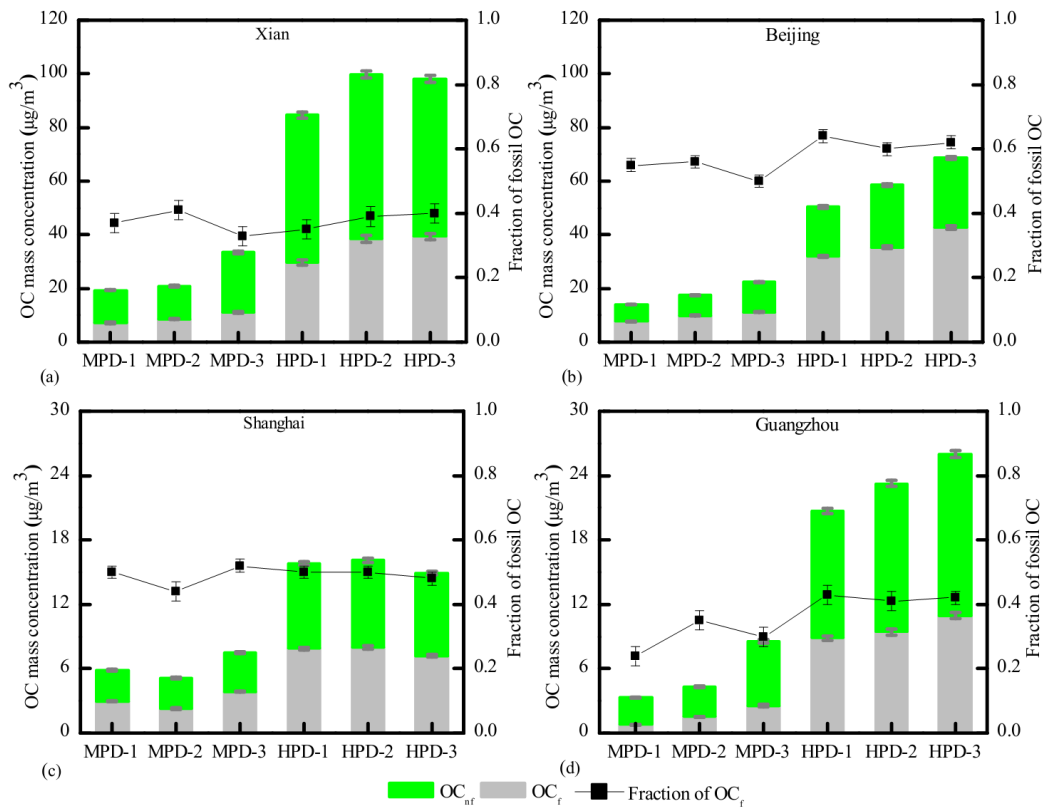 Xian
OC mass concentration (μg/m³)
120
100
80
60
40
20
0
1.0
0.8
0.6
0.4
0.2
0.0
Fraction of fossil OC
MPD-1 MPD-2 MPD-3 HPD-1 HPD-2 HPD-3
(a)
Beijing
OC mass concentration (μg/m³)
120
100
80
60
40
20
0
1.0
0.8
0.6
0.4
0.2
0.0
Fraction of fossil OC
MPD-1 MPD-2 MPD-3 HPD-1 HPD-2 HPD-3
(b)
Shanghai
OC mass concentration (μg/m³)
30
24
18
12
6
0
1.0
0.8
0.6
0.4
0.2
0.0
Fraction of fossil OC
MPD-1 MPD-2 MPD-3 HPD-1 HPD-2 HPD-3
(c)
Guangzhou
OC mass concentration (μg/m³)
30
24
18
12
6
0
1.0
0.8
0.6
0.4
0.2
0.0
Fraction of fossil OC
MPD-1 MPD-2 MPD-3 HPD-1 HPD-2 HPD-3
(d)
OC_nf OC_f Fraction of OC_f